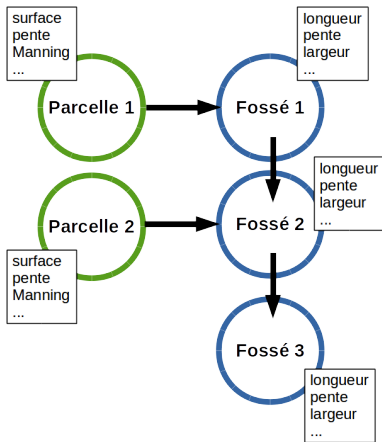 surface
pente
Manning
...
longueur
pente
largeur
...
Parcelle 1
Fossé 1
longueur
pente
largeur
...
Parcelle 2
Fossé 2
surface
pente
Manning
...
Fossé 3
longueur
pente
largeur
...